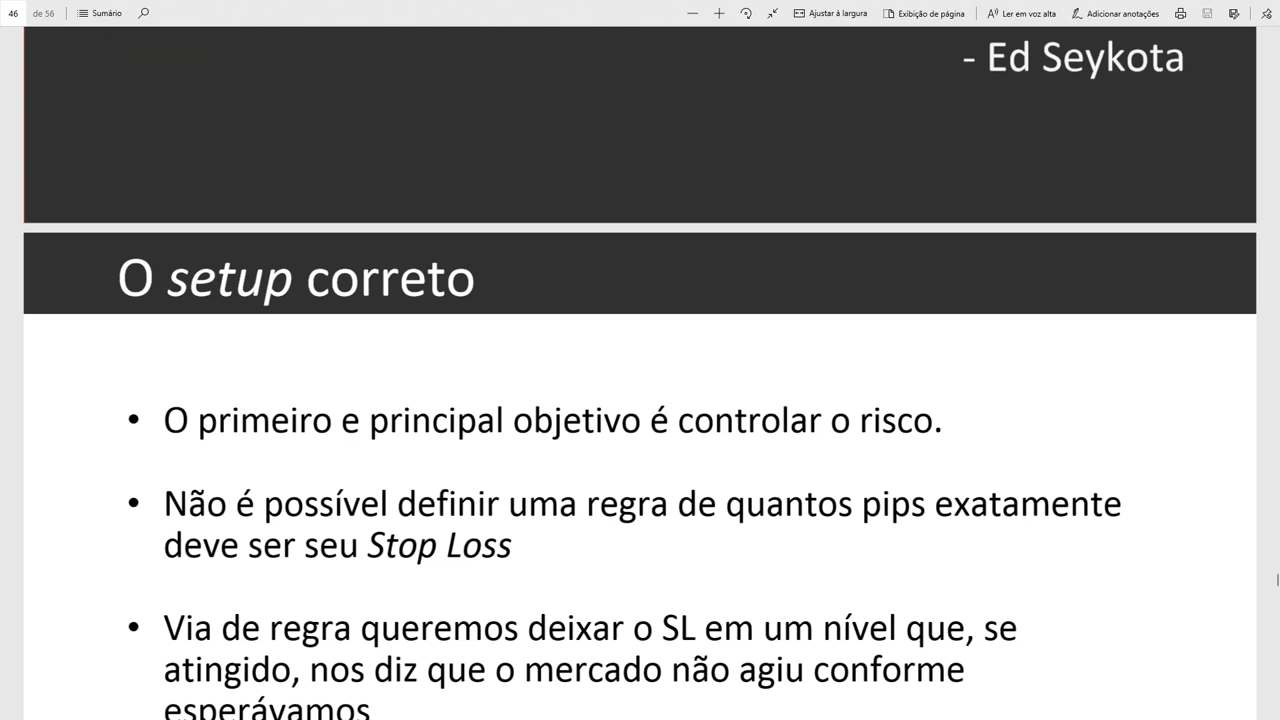 46 de 56 Sumário Ajustar à largura Exibição de página Ler em voz alta Adicionar anotações
- Ed Seykota
O setup correto
• O primeiro e principal objetivo é controlar o risco.
• Não é possível definir uma regra de quantos pips exatamente
deve ser seu Stop Loss
• Via de regra queremos deixar o SL em um nível que, se
atingido, nos diz que o mercado não agiu conforme
esperávamos